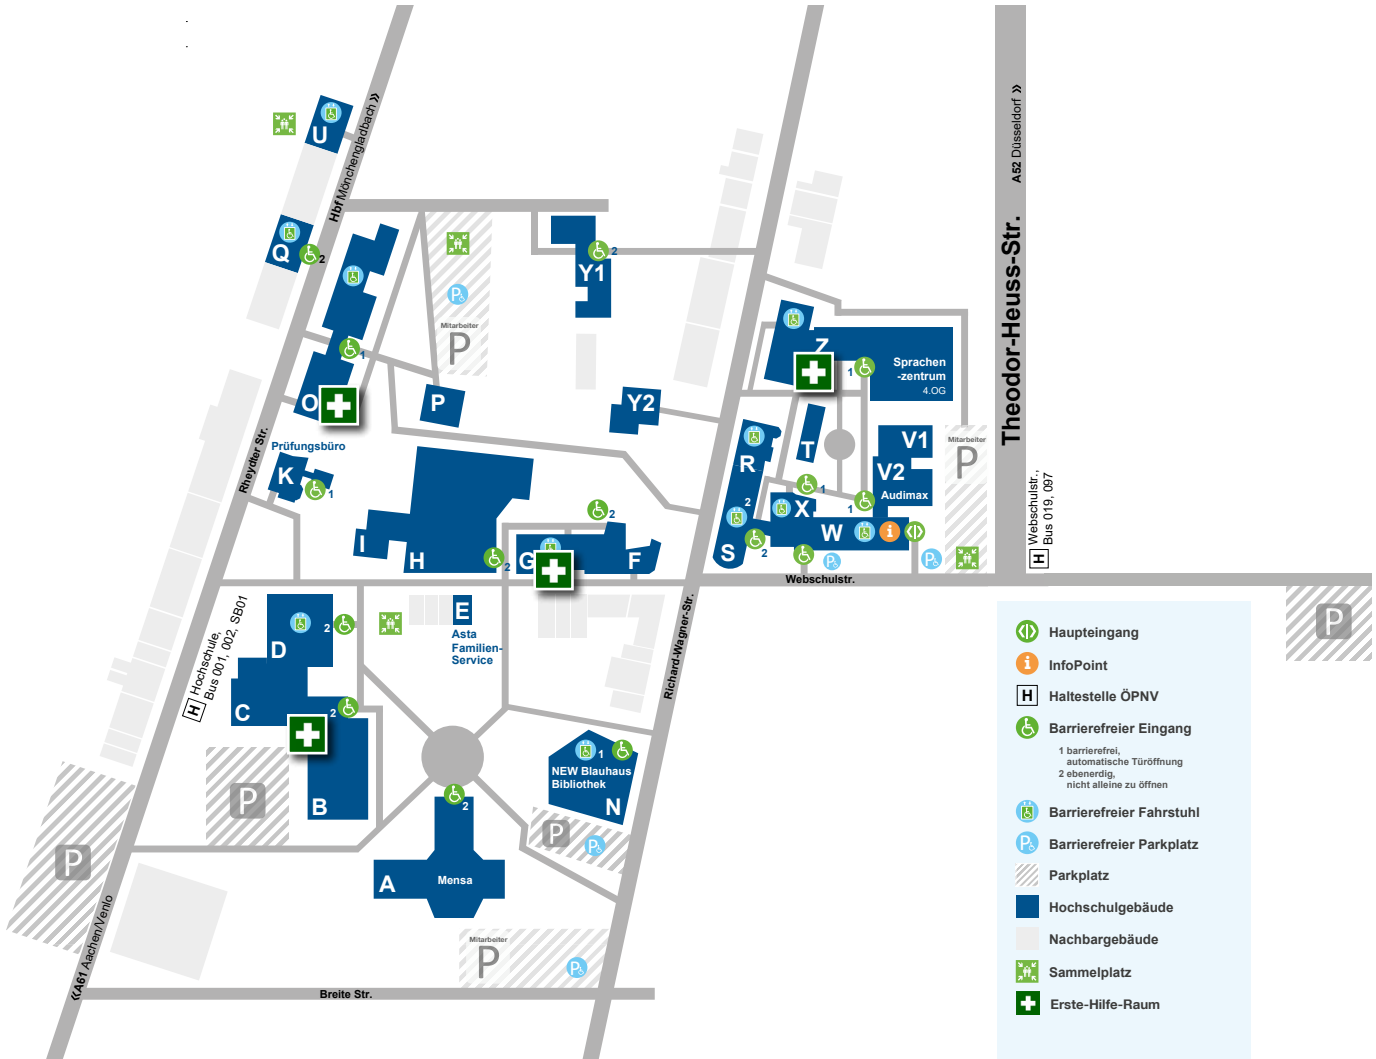 U
Hbf Mönchengladbach »
A52 Düsseldorf »
Theodor-Heuss-Str.
Q
2
Y1
2
Mitarbeiter
P
1
O
P
Y2
Z
Sprachen
-zentrum
4.OG
1
Prüfungsbüro
K
1
Rheydter Str.
R
T
V1
V2
Audimax
Mitarbeiter
P
1
1
2
X
W
i
S
2
Webschulstr.
H Webschulstr.,
Bus 019, 097
I
H
2
G
F
2
D
2
E
Asta
Familien-
Service
H Hochschule,
Bus 001, 002, SB01
Richard-Wagner-Str.
P
C
2
B
P
P
NEW Blauhaus
Bibliothek
1
N
P
P
2
A
Mensa
Mitarbeiter
P
P
P
P
P
P
«A61 Aachen/Venlo
Breite Str.
Haupteingang
i InfoPoint
H Haltestelle ÖPNV
Barrierefreier Eingang
1 barrierfrei,
automatische Türöffnung
2 ebenerdig,
nicht alleine zu öffnen
Barrierefreier Fahrstuhl
P Barrierefreier Parkplatz
Parkplatz
Hochschulgebäude
Nachbargebäude
Sammelplatz
Erste-Hilfe-Raum